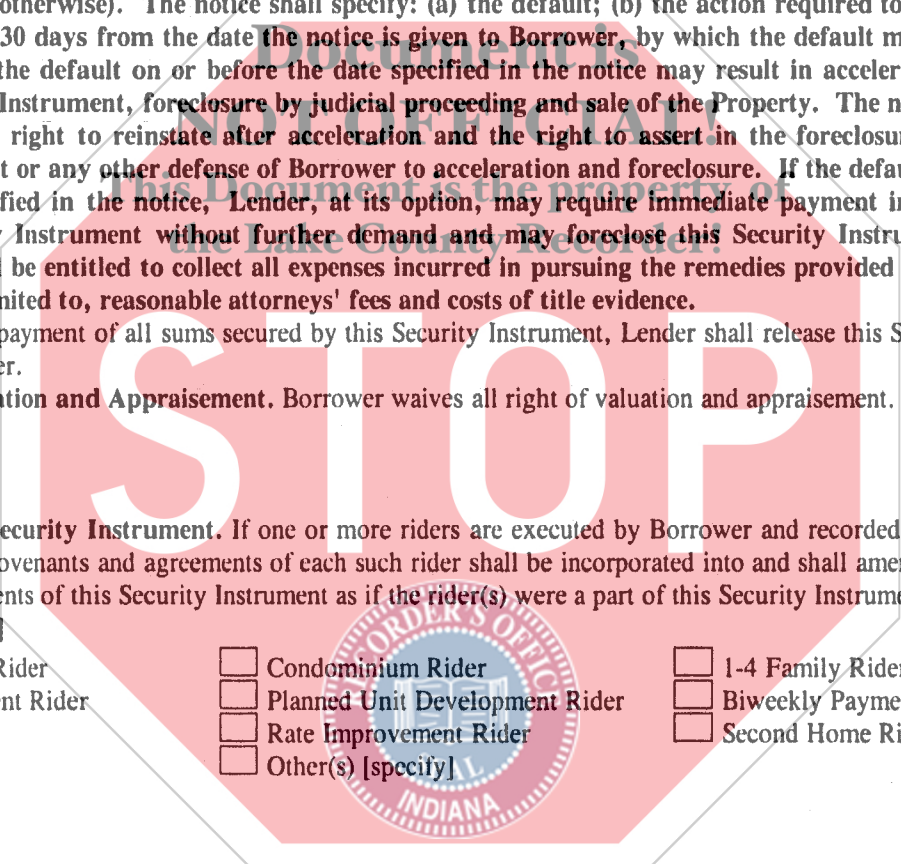 otherwise). The notice shall specify: (a) the default; (b) the action required to
30 days from the date the notice is given to Borrower, by which the default m
the default on or before the date specified in the notice may result in acceler
Instrument, foreclosure by judicial proceeding and sale of the Property. The n
right to reinstate after acceleration and the right to assert in the foreclosu
t or any other defense of Borrower to acceleration and foreclosure. If the defau
fied in the notice, Lender, at its option, may require immediate payment in
y Instrument without further demand and may foreclose this Security Instru
l be entitled to collect all expenses incurred in pursuing the remedies provided
mited to, reasonable attorneys' fees and costs of title evidence.
payment of all sums secured by this Security Instrument, Lender shall release this S
er.
ation and Appraisement. Borrower waives all right of valuation and appraisement.
ecurity Instrument. If one or more riders are executed by Borrower and recorded
ovenants and agreements of each such rider shall be incorporated into and shall amen
ents of this Security Instrument as if the rider(s) were a part of this Security Instrume
]
Rider
Condominium Rider
1-4 Family Rider
nt Rider
Planned Unit Development Rider
Biweekly Payme
Rate Improvement Rider
Second Home Ri
Other(s) [specify]
Document is
NOT OFFICIAL!
This Document is the property of
the Lake County Recorder!
STOP
RECORDER'S OFFICE
SEAL
INDIANA